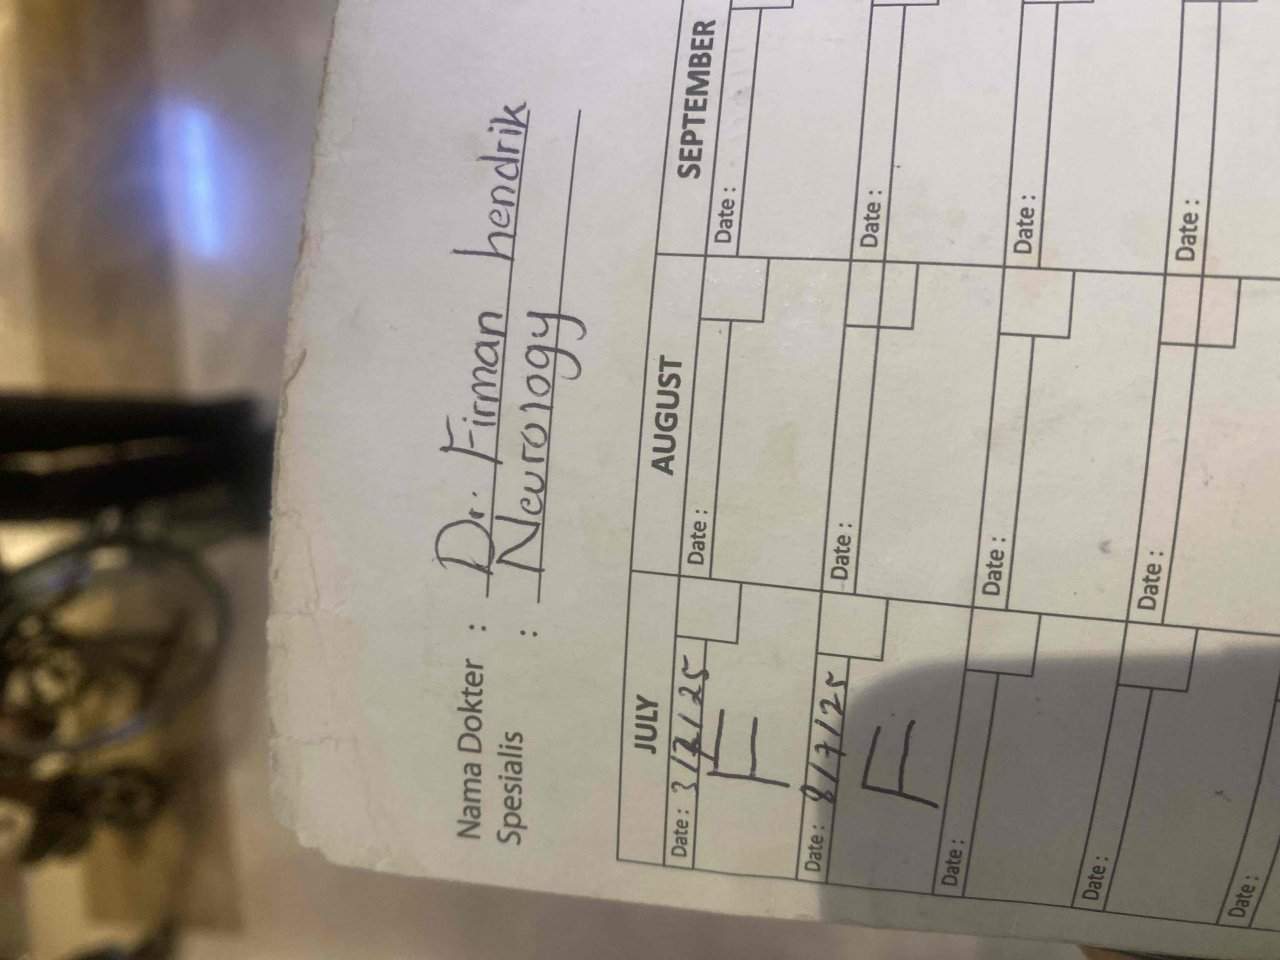 Nama Dokter : Dr. Firman hendrik
Spesialis : Neurology
JULY AUGUST SEPTEMBER
Date : 3/7/25 Date : Date :
F
Date : 8/7/25 Date : Date :
F
Date : Date : Date :
Date : Date : Date :
Date :